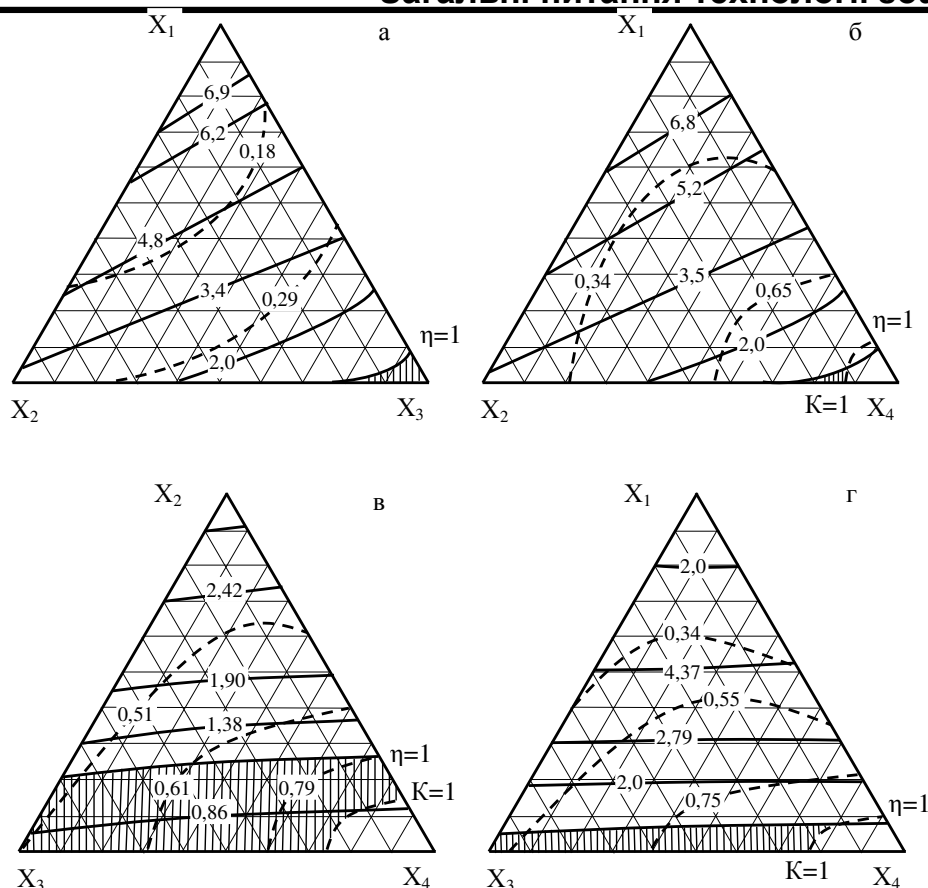 X₁ а X₁ б
6,9
6,2
0,18
4,8
3,4
0,29
2,0
η=1
X₂ X₃
6,8
5,2
0,34
3,5
0,65
2,0
η=1
X₂ К=1 X₄
X₂ в X₁ г
2,42
1,90
0,51
1,38
η=1
0,61
0,79
К=1
0,86
X₃ X₄
2,0
0,34
4,37
0,55
2,79
2,0
0,75
η=1
X₃ К=1 X₄